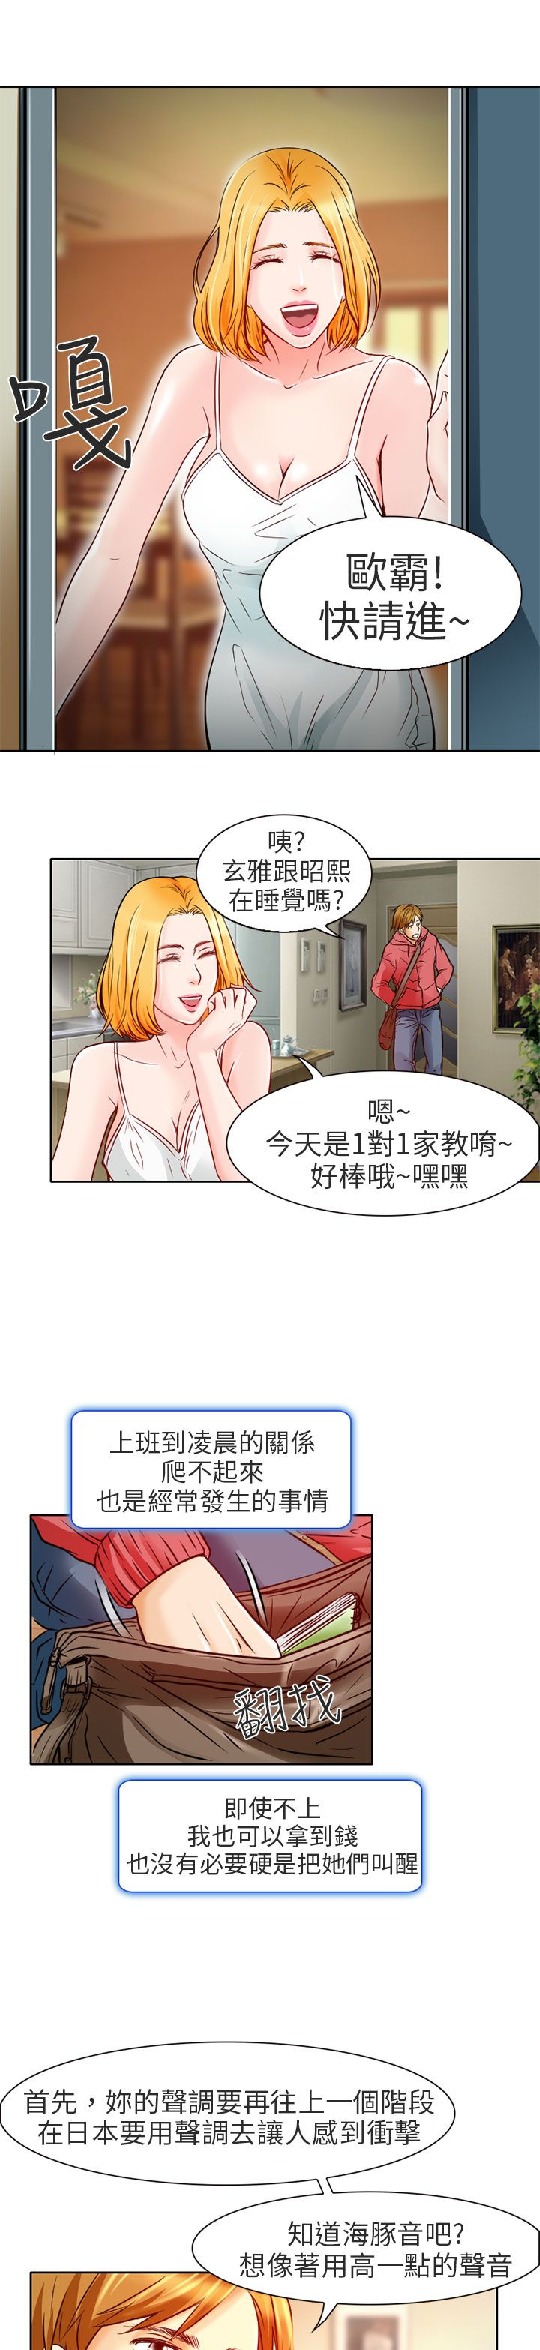 嘎
歐霸!
快請進~
咦?
玄雅跟昭熙
在睡覺嗎?
嗯~
今天是1對1家教唷~
好棒哦~嘿嘿
上班到凌晨的關係
爬不起來
也是經常發生的事情
翻找
即使不上
我也可以拿到錢
也沒有必要硬是把她們叫醒
首先，妳的聲調要再往上一個階段
在日本要用聲調去讓人感到衝擊
知道海豚音吧?
想像著用高一點的聲音